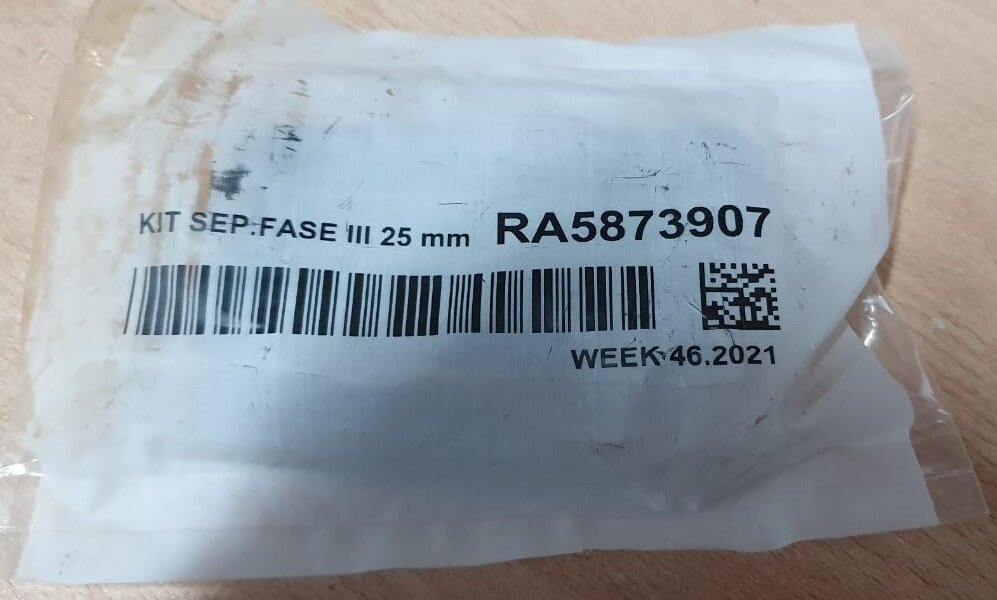 KIT SEP.FASE III 25 mm RA5873907
WEEK 46.2021